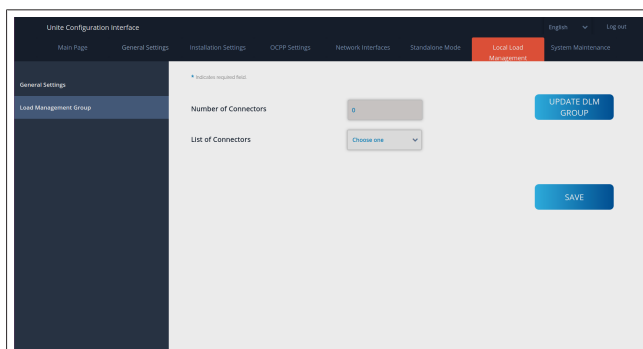 Unite Configuration Interface
English
Log out
Main Page
General Settings
Installation Settings
OCPP Settings
Network Interfaces
Standalone Mode
Local Load
Management
System Maintenance
General Settings
Load Management Group
* Indicates required field.
Number of Connectors
0
UPDATE DLM
GROUP
List of Connectors
Choose one
SAVE